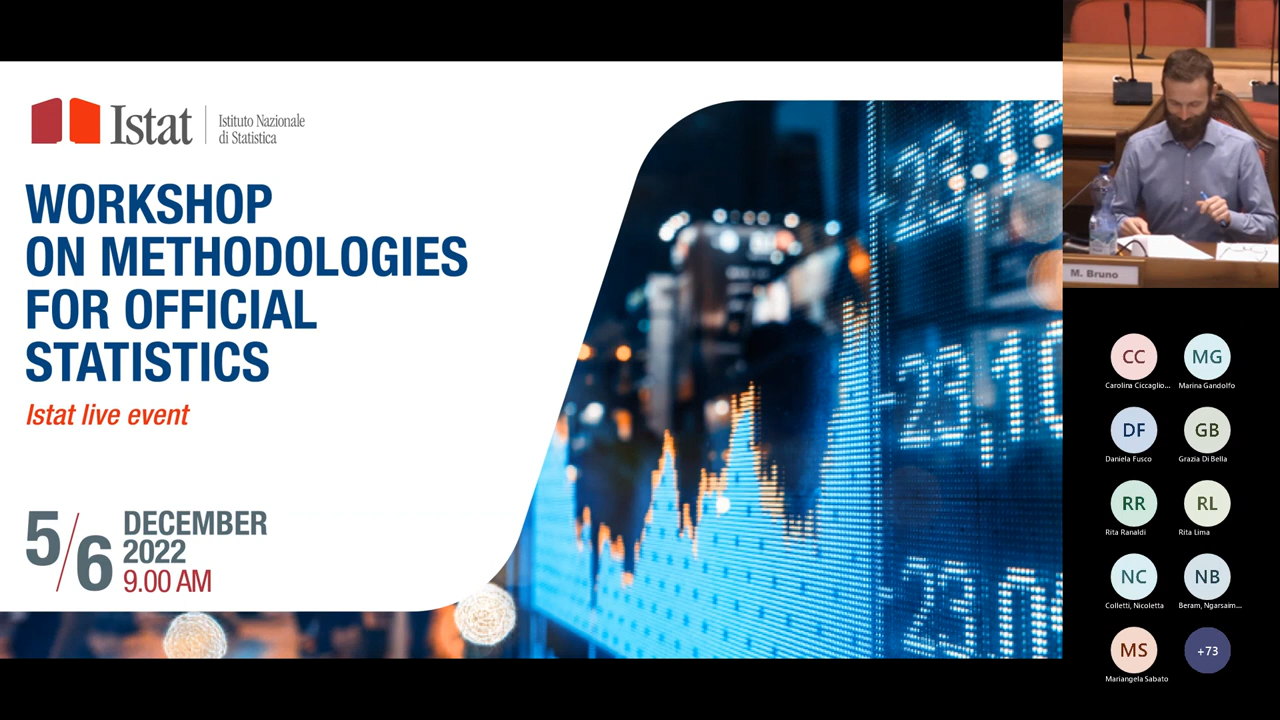 Istat
Istituto Nazionale
di Statistica
WORKSHOP
ON METHODOLOGIES
FOR OFFICIAL
STATISTICS
Istat live event
5/6
DECEMBER
2022
9.00 AM
M. Bruno
CC
MG
Carolina Ciccaglio...
Marina Gandolfo
DF
GB
Daniela Fusco
Grazia Di Bella
RR
RL
Rita Ranaldi
Rita Lima
NC
NB
Colletti, Nicoletta
Beram, Ngarsaim...
MS
+73
Mariangela Sabato